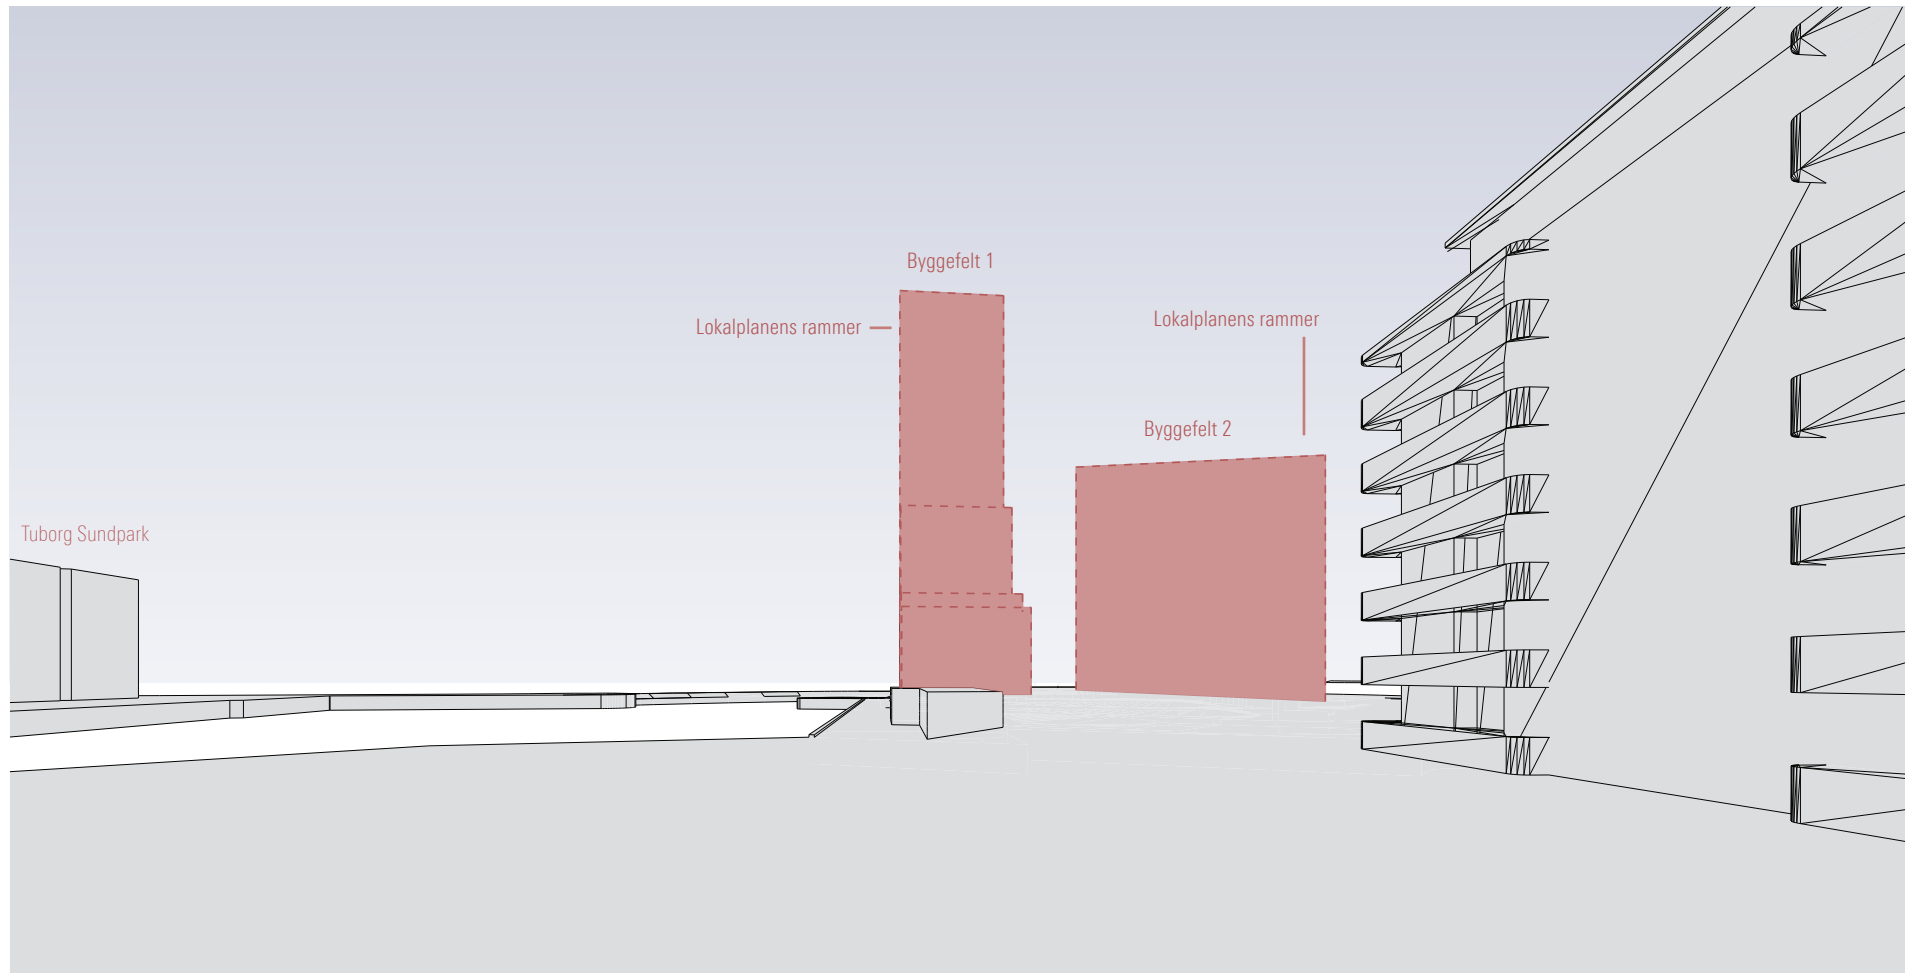 Byggefelt 1
Lokalplanens rammer
Lokalplanens rammer
Byggefelt 2
Tuborg Sundpark